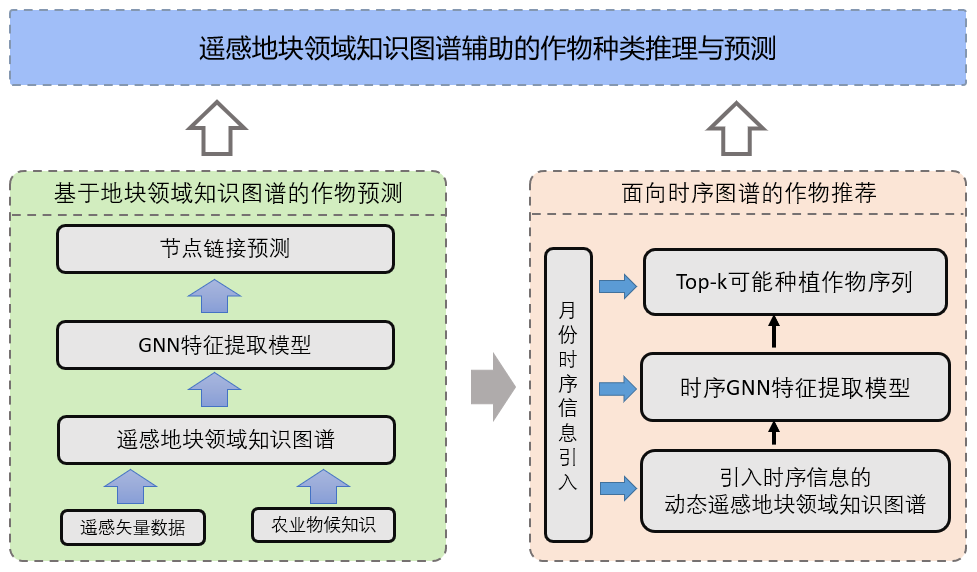 遥感地块领域知识图谱辅助的作物种类推理与预测
基于地块领域知识图谱的作物预测
节点链接预测
GNN特征提取模型
遥感地块领域知识图谱
遥感矢量数据
农业物候知识
面向时序图谱的作物推荐
月份时序信息引入
Top-k可能种植作物序列
时序GNN特征提取模型
引入时序信息的
动态遥感地块领域知识图谱